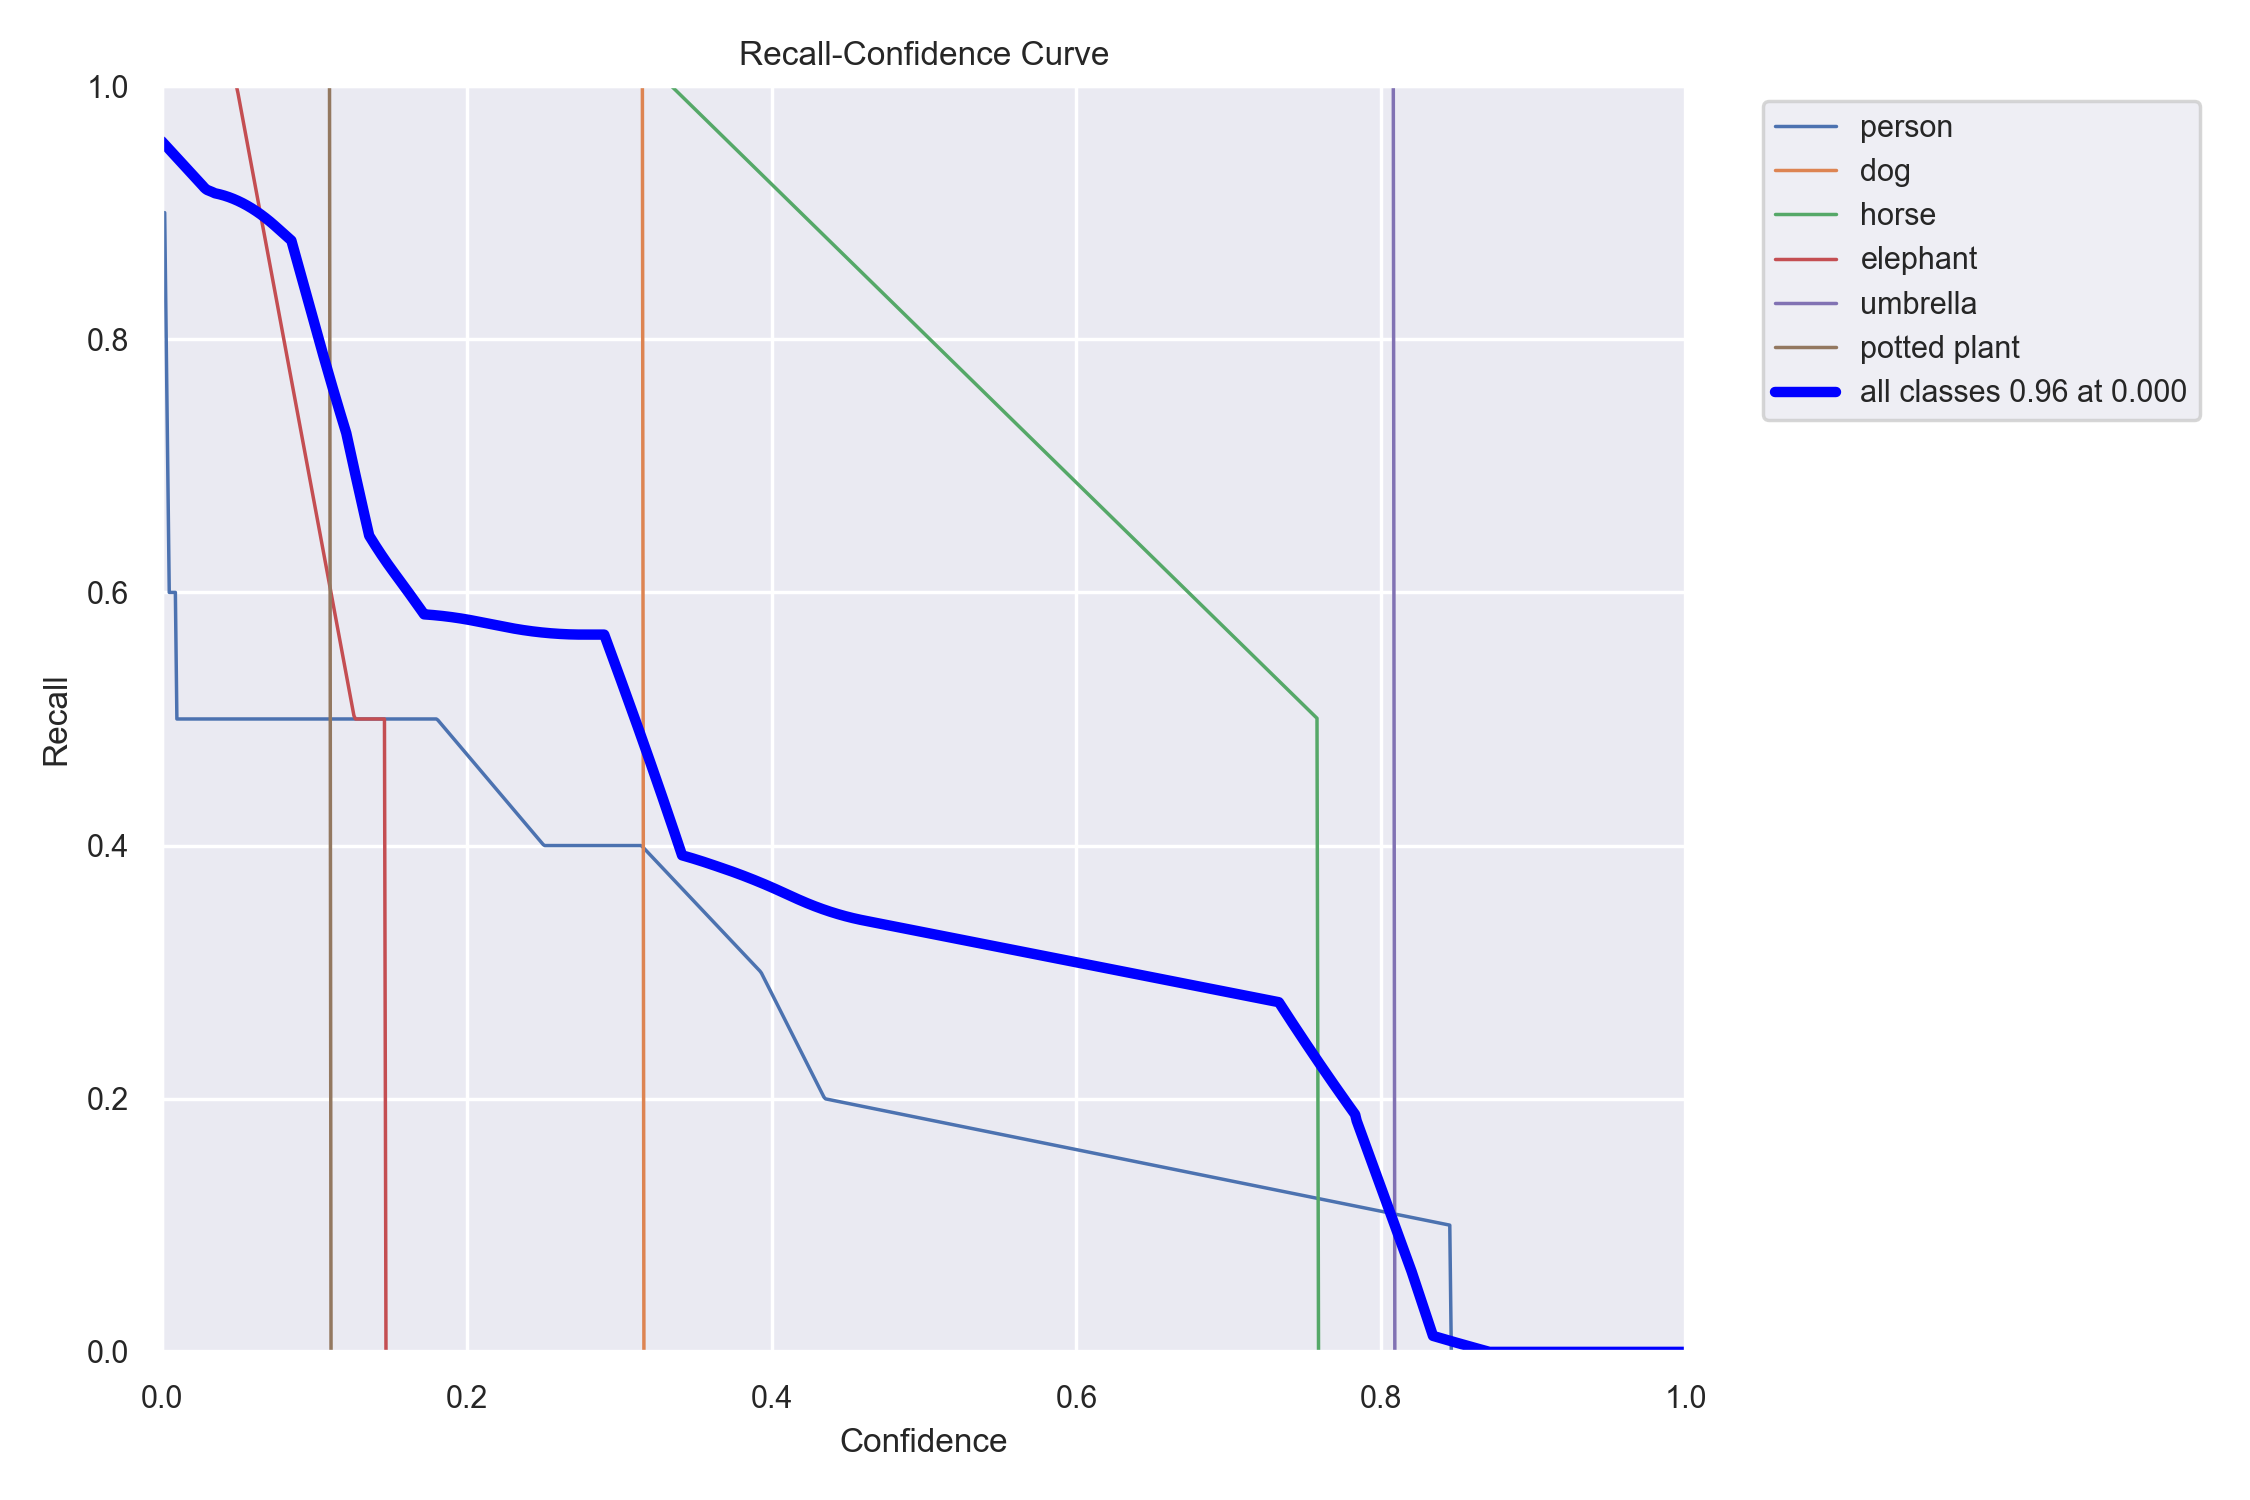 Recall-Confidence Curve
1.0
0.8
0.6
0.4
0.2
0.0
Recall
0.0 0.2 0.4 0.6 0.8 1.0
Confidence
person
dog
horse
elephant
umbrella
potted plant
all classes 0.96 at 0.000